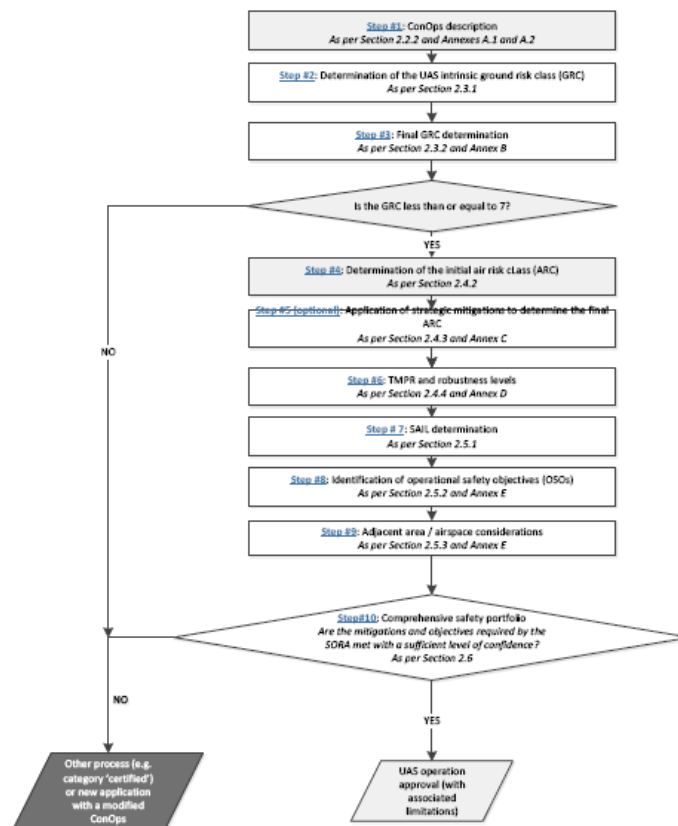 Step #1: ConOps description
As per Section 2.2.2 and Annexes A.1 and A.2
Step #2: Determination of the UAS intrinsic ground risk class (GRC)
As per Section 2.3.1
Step #3: Final GRC determination
As per Section 2.3.2 and Annex B
Is the GRC less than or equal to 7?
YES
Step #4: Determination of the initial air risk cLass (ARC)
As per Section 2.4.2
Step #5 (optional): Application of strategic mitigations to determine the final
ARC
As per Section 2.4.3 and Annex C
NO
Step #6: TMPR and robustness levels
As per Section 2.4.4 and Annex D
Step # 7: SAIL determination
As per Section 2.5.1
Step #8: Identification of operational safety objectives (OSOs)
As per Section 2.5.2 and Annex E
Step #9: Adjacent area / airspace considerations
As per Section 2.5.3 and Annex E
Step#10: Comprehensive safety portfolio
Are the mitigations and objectives required by the
SORA met with a sufficient level of confidence?
As per Section 2.6
NO
YES
Other process (e.g.
category 'certified')
or new application
with a modified
ConOps
UAS operation
approval (with
associated
limitations)